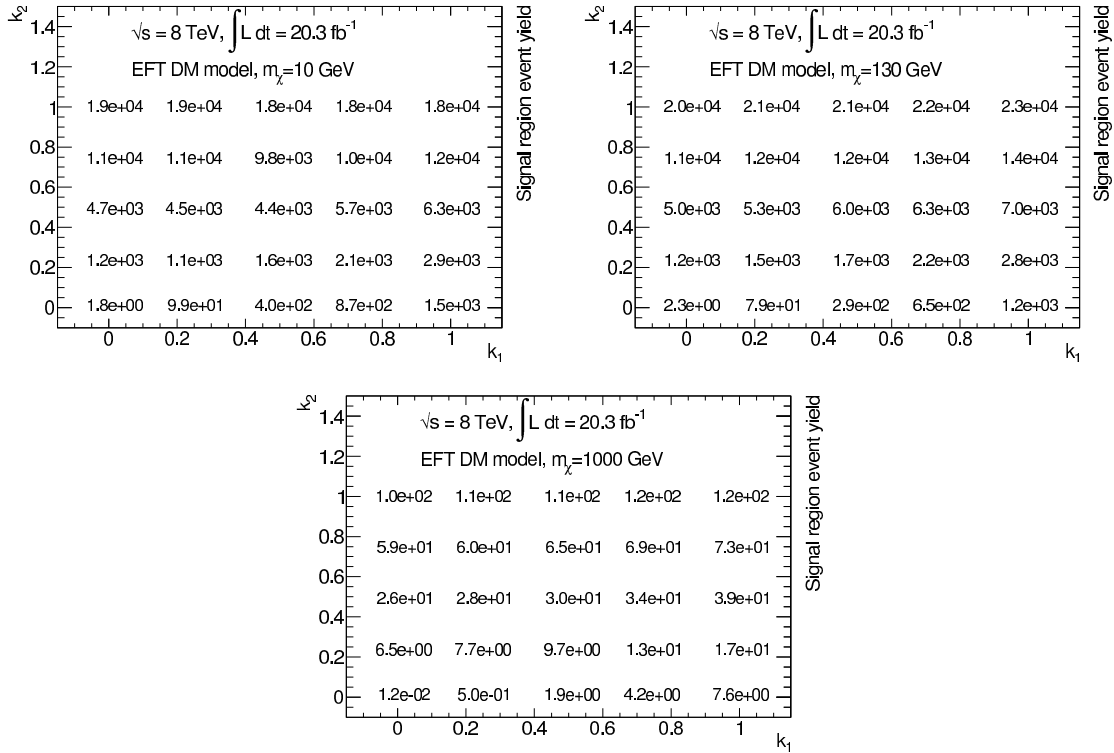 k₂
√s = 8 TeV, ∫L dt = 20.3 fb⁻¹
EFT DM model, mχ=10 GeV
Signal region event yield
1.4
1.2
1 1.9e+04 1.9e+04 1.8e+04 1.8e+04 1.8e+04
0.8 1.1e+04 1.1e+04 9.8e+03 1.0e+04 1.2e+04
0.6
0.4 4.7e+03 4.5e+03 4.4e+03 5.7e+03 6.3e+03
0.2 1.2e+03 1.1e+03 1.6e+03 2.1e+03 2.9e+03
0 1.8e+00 9.9e+01 4.0e+02 8.7e+02 1.5e+03
0 0.2 0.4 0.6 0.8 1
k₁
k₂
√s = 8 TeV, ∫L dt = 20.3 fb⁻¹
EFT DM model, mχ=130 GeV
Signal region event yield
1.4
1.2
1 2.0e+04 2.1e+04 2.1e+04 2.2e+04 2.3e+04
0.8 1.1e+04 1.2e+04 1.2e+04 1.3e+04 1.4e+04
0.6
0.4 5.0e+03 5.3e+03 6.0e+03 6.3e+03 7.0e+03
0.2 1.2e+03 1.5e+03 1.7e+03 2.2e+03 2.8e+03
0 2.3e+00 7.9e+01 2.9e+02 6.5e+02 1.2e+03
0 0.2 0.4 0.6 0.8 1
k₁
k₂
√s = 8 TeV, ∫L dt = 20.3 fb⁻¹
EFT DM model, mχ=1000 GeV
Signal region event yield
1.4
1.2
1 1.0e+02 1.1e+02 1.1e+02 1.2e+02 1.2e+02
0.8 5.9e+01 6.0e+01 6.5e+01 6.9e+01 7.3e+01
0.6
0.4 2.6e+01 2.8e+01 3.0e+01 3.4e+01 3.9e+01
0.2 6.5e+00 7.7e+00 9.7e+00 1.3e+01 1.7e+01
0 1.2e-02 5.0e-01 1.9e+00 4.2e+00 7.6e+00
0 0.2 0.4 0.6 0.8 1
k₁